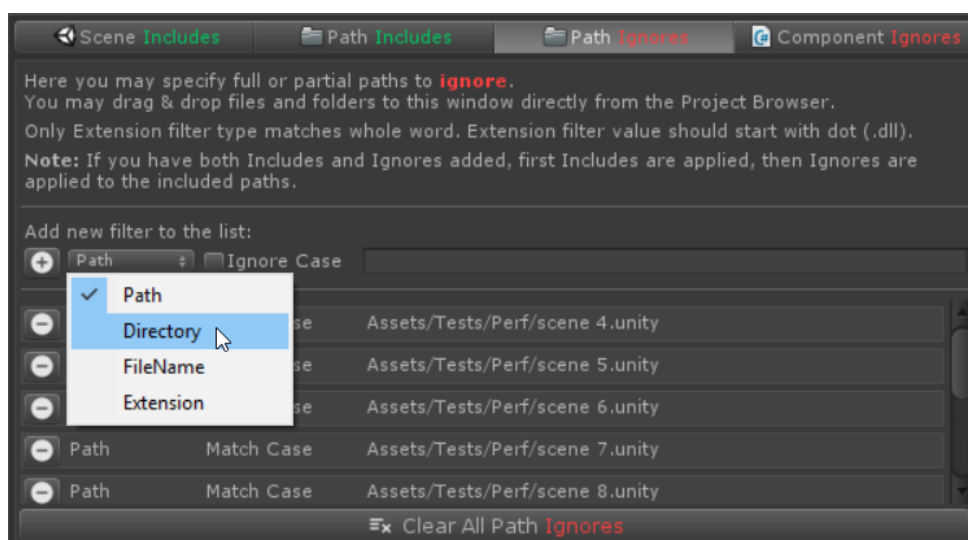 Scene Includes Path Includes Path Ignores Component Ignores
Here you may specify full or partial paths to ignore.
You may drag & drop files and folders to this window directly from the Project Browser.
Only Extension filter type matches whole word. Extension filter value should start with dot (.dll).
Note: If you have both Includes and Ignores added, first Includes are applied, then Ignores are
applied to the included paths.
Add new filter to the list:
Path Ignore Case
Path
Directory
FileName
Extension
se Assets/Tests/Perf/scene 4.unity
se Assets/Tests/Perf/scene 5.unity
se Assets/Tests/Perf/scene 6.unity
Path Match Case Assets/Tests/Perf/scene 7.unity
Path Match Case Assets/Tests/Perf/scene 8.unity
Clear All Path Ignores